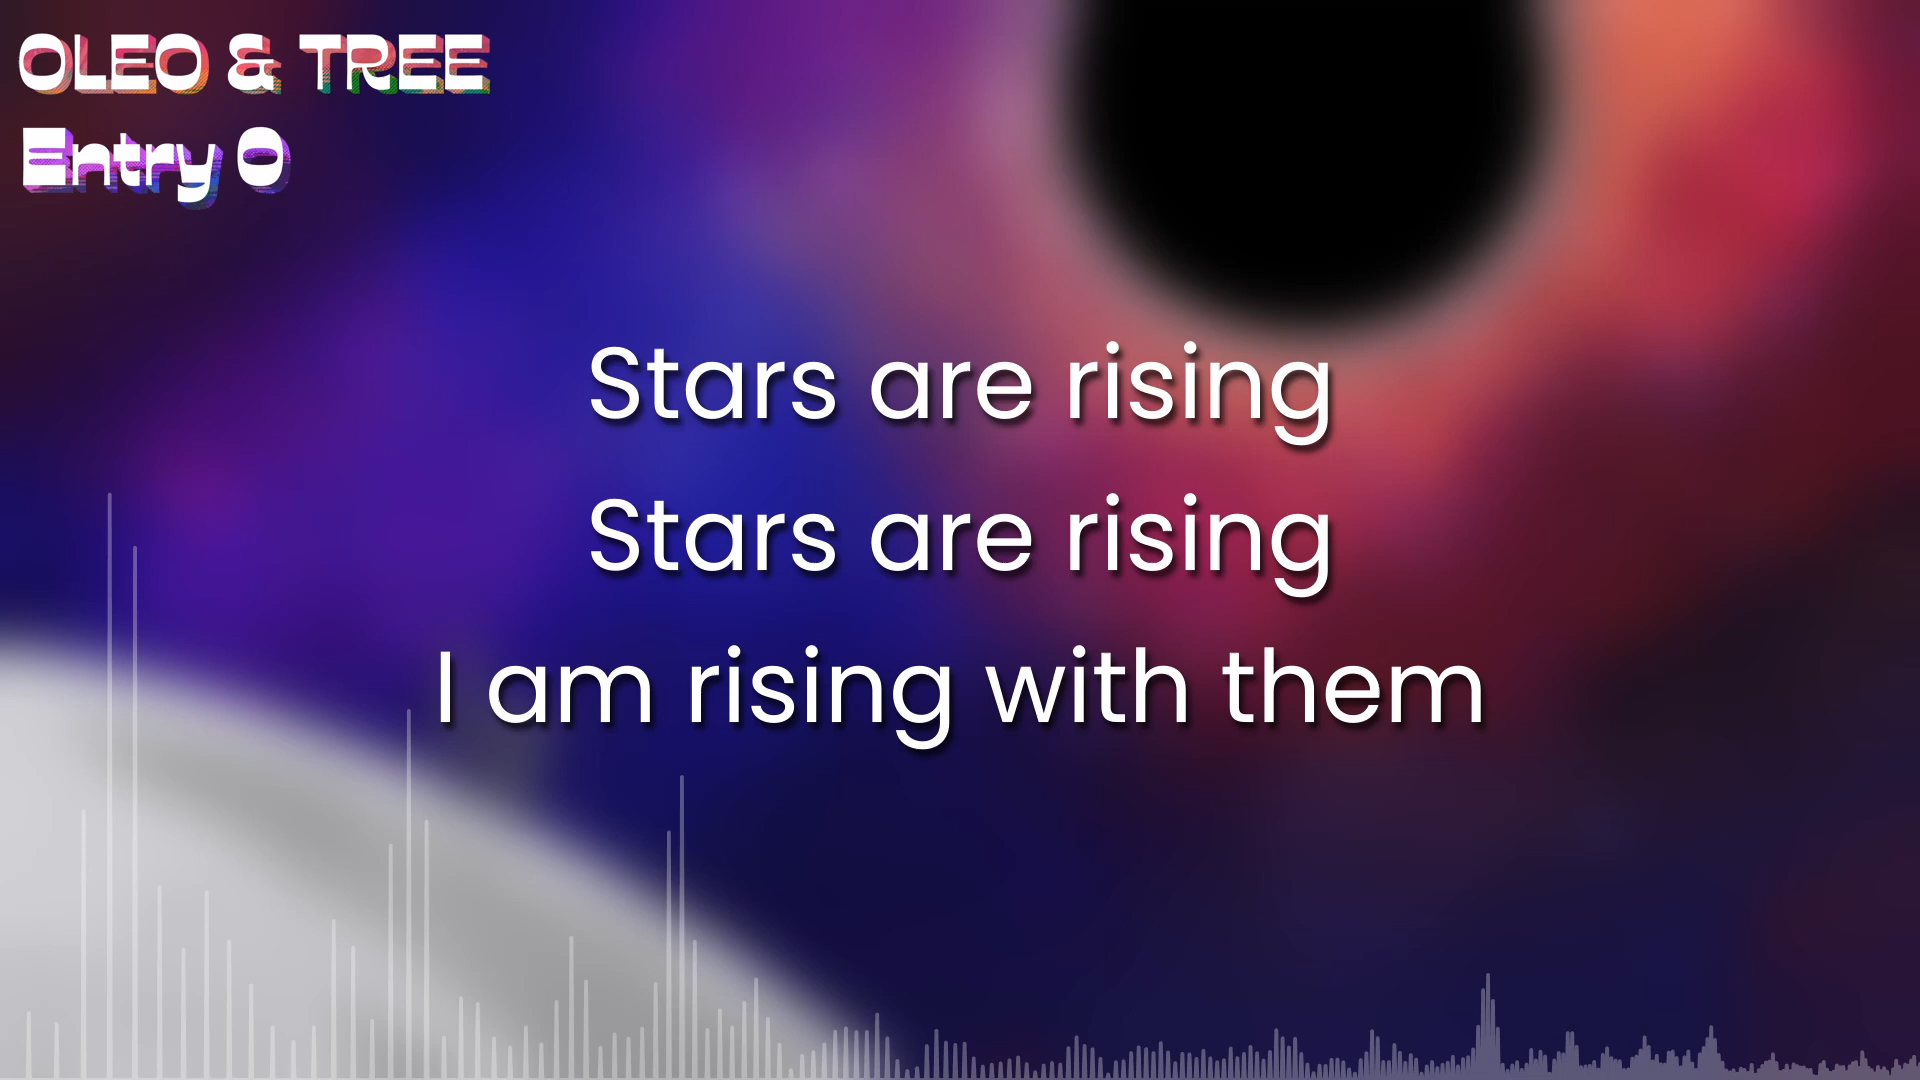 OLEO & TREE
Entry 0
Stars are rising
Stars are rising
I am rising with them